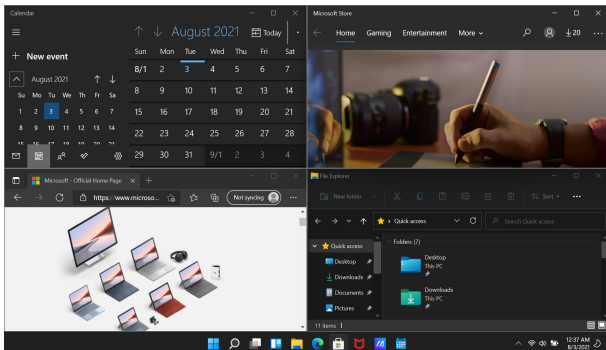 Calendar
August 2021
Today
New event
Sun Mon Tue Wed Thu Fri Sat
8/1 2 3 4 5 6 7
August 2021
Su Mo Tu We Th Fr Sa
8 9 10 11 12 13 14
1 2 3 4 5 6 7
15 16 17 18 19 20 21
8 9 10 11 12 13 14
22 23 24 25 26 27 28
15 16 17 18 19 20 21
29 30 31 9/1 2 3 4
Microsoft Store
Home Gaming Entertainment More
20
Microsoft - Official Home Page
https://www.microso...
Not syncing
File Explorer
New folder
Sort
Quick access
Search Quick access
Quick access
Desktop
Downloads
Documents
Pictures
Folders (7)
Desktop
This PC
Downloads
This PC
11 items
12:37 AM
8/3/2021